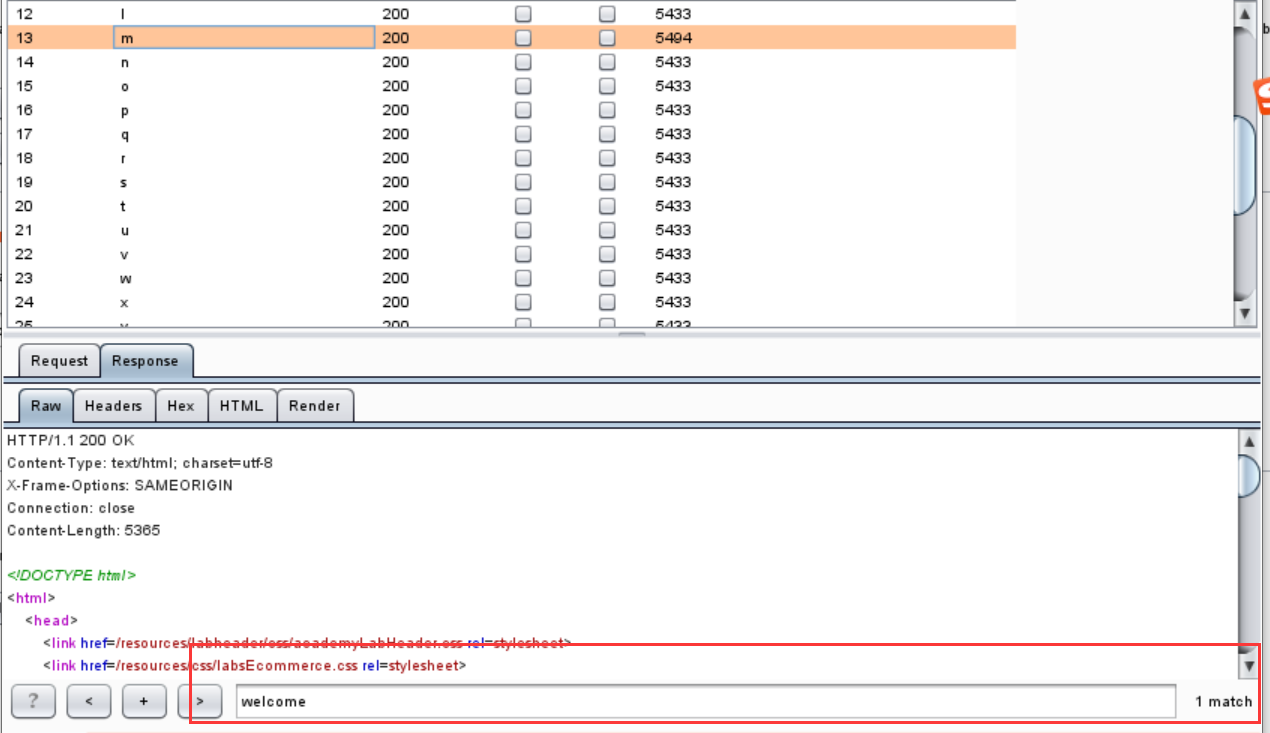 12 l 200 5433
13 m 200 5494
14 n 200 5433
15 o 200 5433
16 p 200 5433
17 q 200 5433
18 r 200 5433
19 s 200 5433
20 t 200 5433
21 u 200 5433
22 v 200 5433
23 w 200 5433
24 x 200 5433
25 y 200 5433
Request Response
Raw Headers Hex HTML Render
HTTP/1.1 200 OK
Content-Type: text/html; charset=utf-8
X-Frame-Options: SAMEORIGIN
Connection: close
Content-Length: 5365
<!DOCTYPE html>
<html>
<head>
<link href=/resources/labheader/css/academyLabHeader.css rel=stylesheet>
<link href=/resources/css/labsEcommerce.css rel=stylesheet>
? < + > welcome 1 match